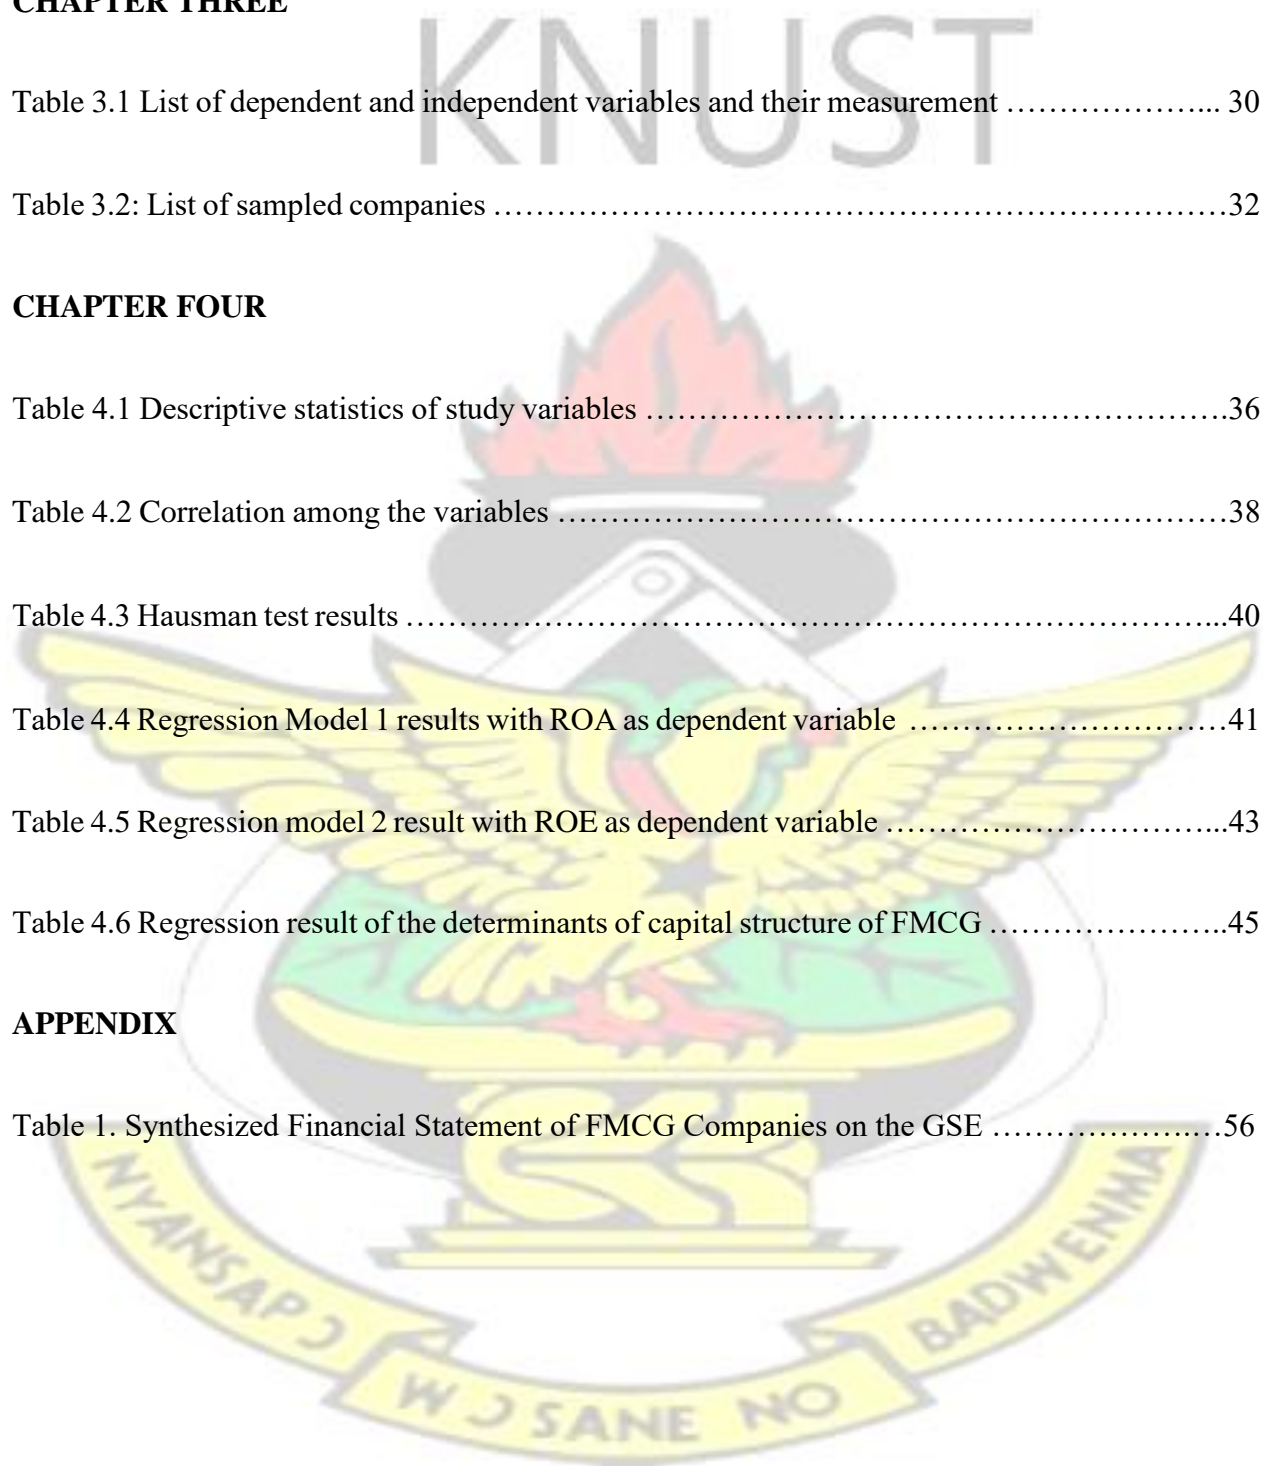 CHAPTER THREE
KNUST
Table 3.1 List of dependent and independent variables and their measurement ………………... 30
Table 3.2: List of sampled companies ……………………………………………………………32
CHAPTER FOUR
Table 4.1 Descriptive statistics of study variables ……………………………………………….36
Table 4.2 Correlation among the variables ………………………………………………………38
Table 4.3 Hausman test results …………………………………………………………………...40
Table 4.4 Regression Model 1 results with ROA as dependent variable …………………………41
Table 4.5 Regression model 2 result with ROE as dependent variable …………………………...43
Table 4.6 Regression result of the determinants of capital structure of FMCG …………………..45
APPENDIX
Table 1. Synthesized Financial Statement of FMCG Companies on the GSE ……………….…56
NYANSAPƆ WƆ SANE NO BADWENMA